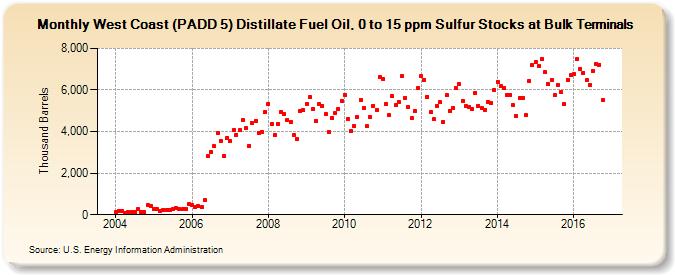 Monthly West Coast (PADD 5) Distillate Fuel Oil, 0 to 15 ppm Sulfur Stocks at Bulk Terminals
Thousand Barrels
8,000
6,000
4,000
2,000
0
2004 2006 2008 2010 2012 2014 2016
Source: U.S. Energy Information Administration